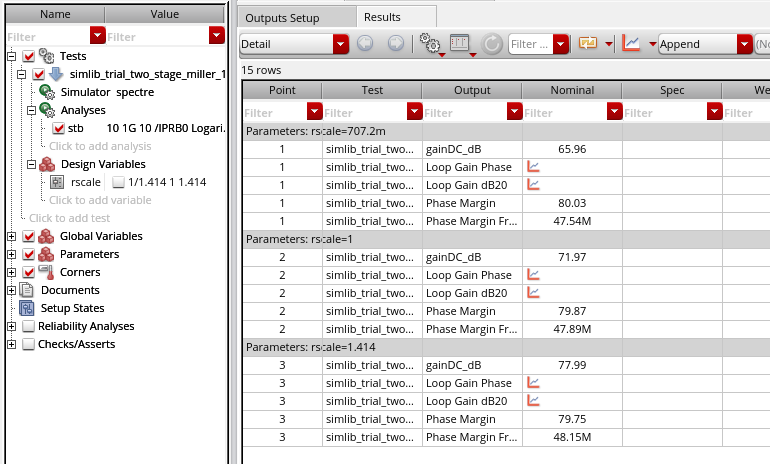 Name Value
Filter Filter
Tests
simlib_trial_two_stage_miller_1
Simulator spectre
Analyses
stb 10 1G 10 /IPRB0 Logari...
Click to add analysis
Design Variables
rscale 1/1.414 1 1.414
Click to add variable
Click to add test
Global Variables
Parameters
Corners
Documents
Setup States
Reliability Analyses
Checks/Asserts
Outputs Setup Results
Detail Filter ... Append (No
15 rows
Point Test Output Nominal Spec We
Filter Filter Filter Filter Filter Filter
Parameters: rscale=707.2m
1 simlib_trial_two... gainDC_dB 65.96
1 simlib_trial_two... Loop Gain Phase
1 simlib_trial_two... Loop Gain dB20
1 simlib_trial_two... Phase Margin 80.03
1 simlib_trial_two... Phase Margin Fr... 47.54M
Parameters: rscale=1
2 simlib_trial_two... gainDC_dB 71.97
2 simlib_trial_two... Loop Gain Phase
2 simlib_trial_two... Loop Gain dB20
2 simlib_trial_two... Phase Margin 79.87
2 simlib_trial_two... Phase Margin Fr... 47.89M
Parameters: rscale=1.414
3 simlib_trial_two... gainDC_dB 77.99
3 simlib_trial_two... Loop Gain Phase
3 simlib_trial_two... Loop Gain dB20
3 simlib_trial_two... Phase Margin 79.75
3 simlib_trial_two... Phase Margin Fr... 48.15M